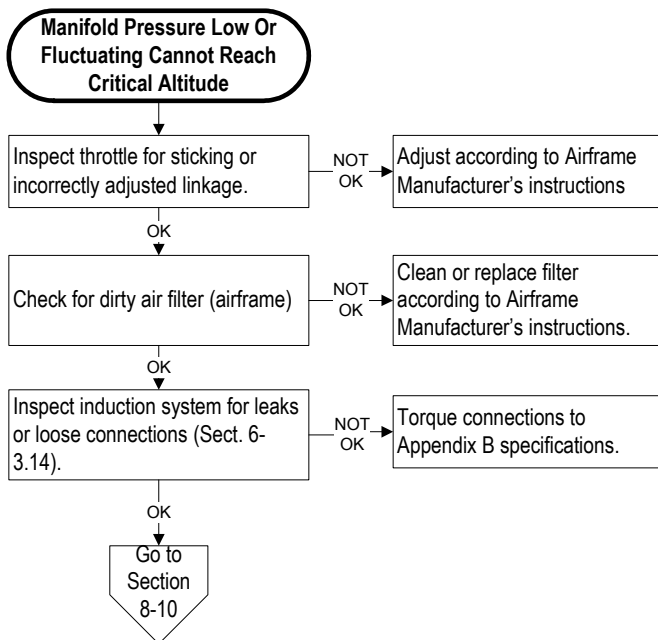 Manifold Pressure Low Or
Fluctuating Cannot Reach
Critical Altitude
Inspect throttle for sticking or
incorrectly adjusted linkage.
NOT
OK
Adjust according to Airframe
Manufacturer's instructions
OK
Check for dirty air filter (airframe)
NOT
OK
Clean or replace filter
according to Airframe
Manufacturer's instructions.
OK
Inspect induction system for leaks
or loose connections (Sect. 6-
3.14).
NOT
OK
Torque connections to
Appendix B specifications.
OK
Go to
Section
8-10